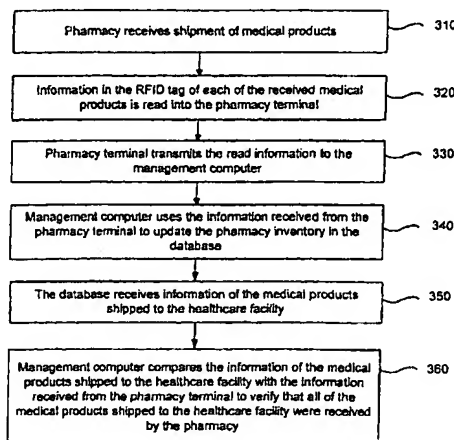 Pharmacy receives shipment of medical products
310
Information in the RFID tag of each of the received medical
products is read into the pharmacy terminal
320
Pharmacy terminal transmits the read information to the
management computer
330
Management computer uses the information received from the
pharmacy terminal to update the pharmacy inventory in the
database
340
The database receives information of the medical products
shipped to the healthcare facility
350
Management computer compares the information of the medical
products shipped to the healthcare facility with the information
received from the pharmacy terminal to verify that all of the
medical products shipped to the healthcare facility were received
by the pharmacy
360